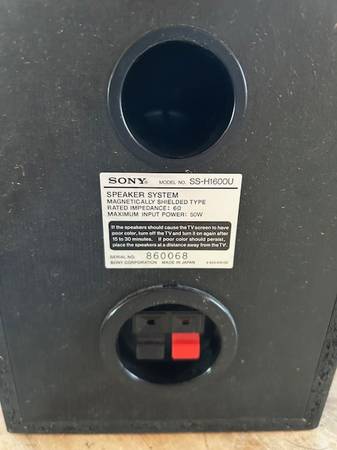 SONY® MODEL NO. SS-H1600U
SPEAKER SYSTEM
MAGNETICALLY SHIELDED TYPE
RATED IMPEDANCE: 6Ω
MAXIMUM INPUT POWER: 50W
If the speakers should cause the TV screen to have
poor color, turn off the TV and turn it on again after
15 to 30 minutes. If poor color should persist,
place the speakers at a distance away from the TV.
SERIAL NO. 860068
SONY CORPORATION MADE IN JAPAN